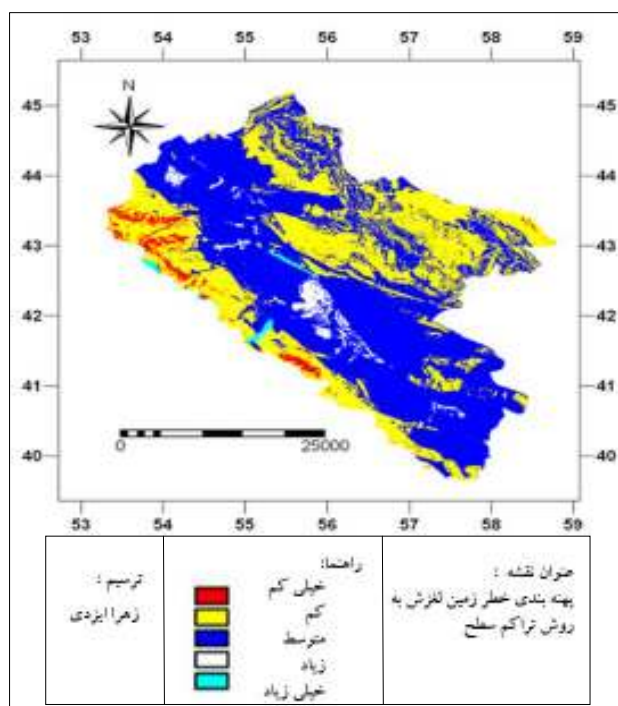 53 54 55 56 57 58 59
N
45 45
44 44
43 43
42 42
41 41
40 40
0 25000
53 54 55 56 57 58 59
عنوان نقشه :
پهنه بندی خطر زمین لغزش به
روش تراکم سطح
راهنما:
خیلی کم
کم
متوسط
زیاد
خیلی زیاد
ترسیم :
زهرا ایزدی